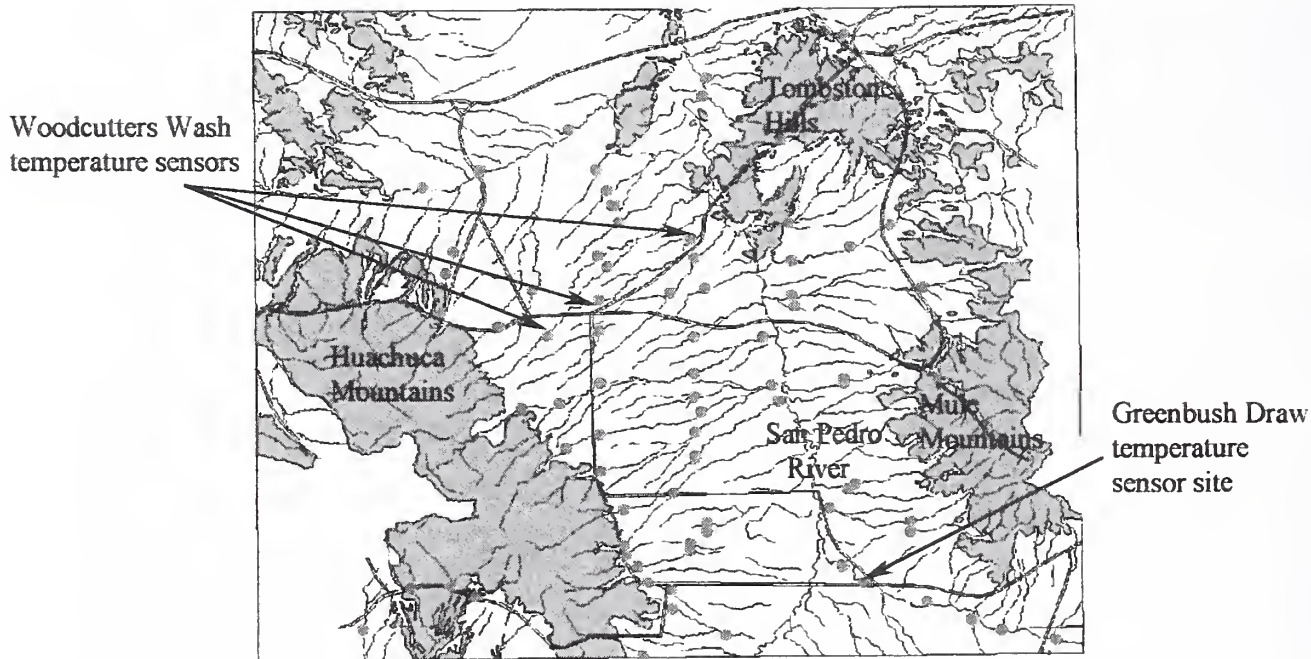 Woodcutters Wash
temperature sensors
Tombstone
Hills
Huachuca
Mountains
Mule
Mountains
San Pedro
River
Greenbush Draw
temperature
sensor site